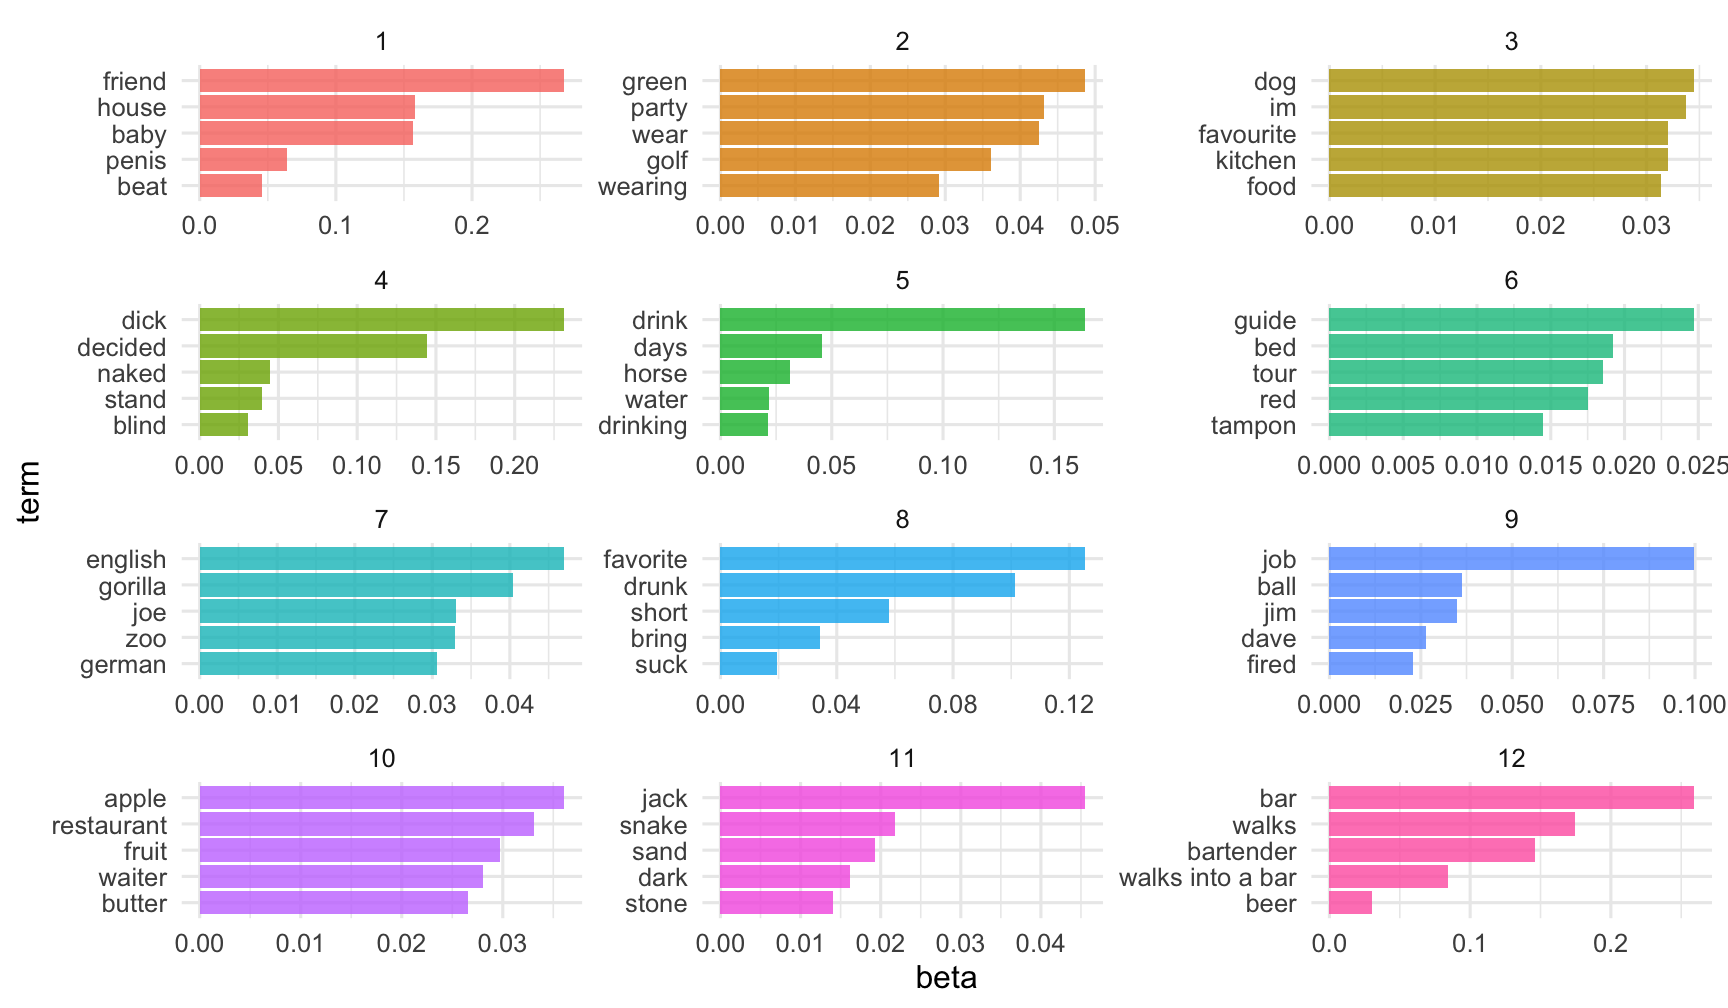 1
friend
house
baby
penis
beat
0.0 0.1 0.2
2
green
party
wear
golf
wearing
0.00 0.01 0.02 0.03 0.04 0.05
3
dog
im
favourite
kitchen
food
0.00 0.01 0.02 0.03
4
dick
decided
naked
stand
blind
0.00 0.05 0.10 0.15 0.20
5
drink
days
horse
water
drinking
0.00 0.05 0.10 0.15
6
guide
bed
tour
red
tampon
0.000 0.005 0.010 0.015 0.020 0.025
7
english
gorilla
joe
zoo
german
0.00 0.01 0.02 0.03 0.04
8
favorite
drunk
short
bring
suck
0.00 0.04 0.08 0.12
9
job
ball
jim
dave
fired
0.000 0.025 0.050 0.075 0.100
10
apple
restaurant
fruit
waiter
butter
0.00 0.01 0.02 0.03
11
jack
snake
sand
dark
stone
0.00 0.01 0.02 0.03 0.04
12
bar
walks
bartender
walks into a bar
beer
0.0 0.1 0.2
term
beta